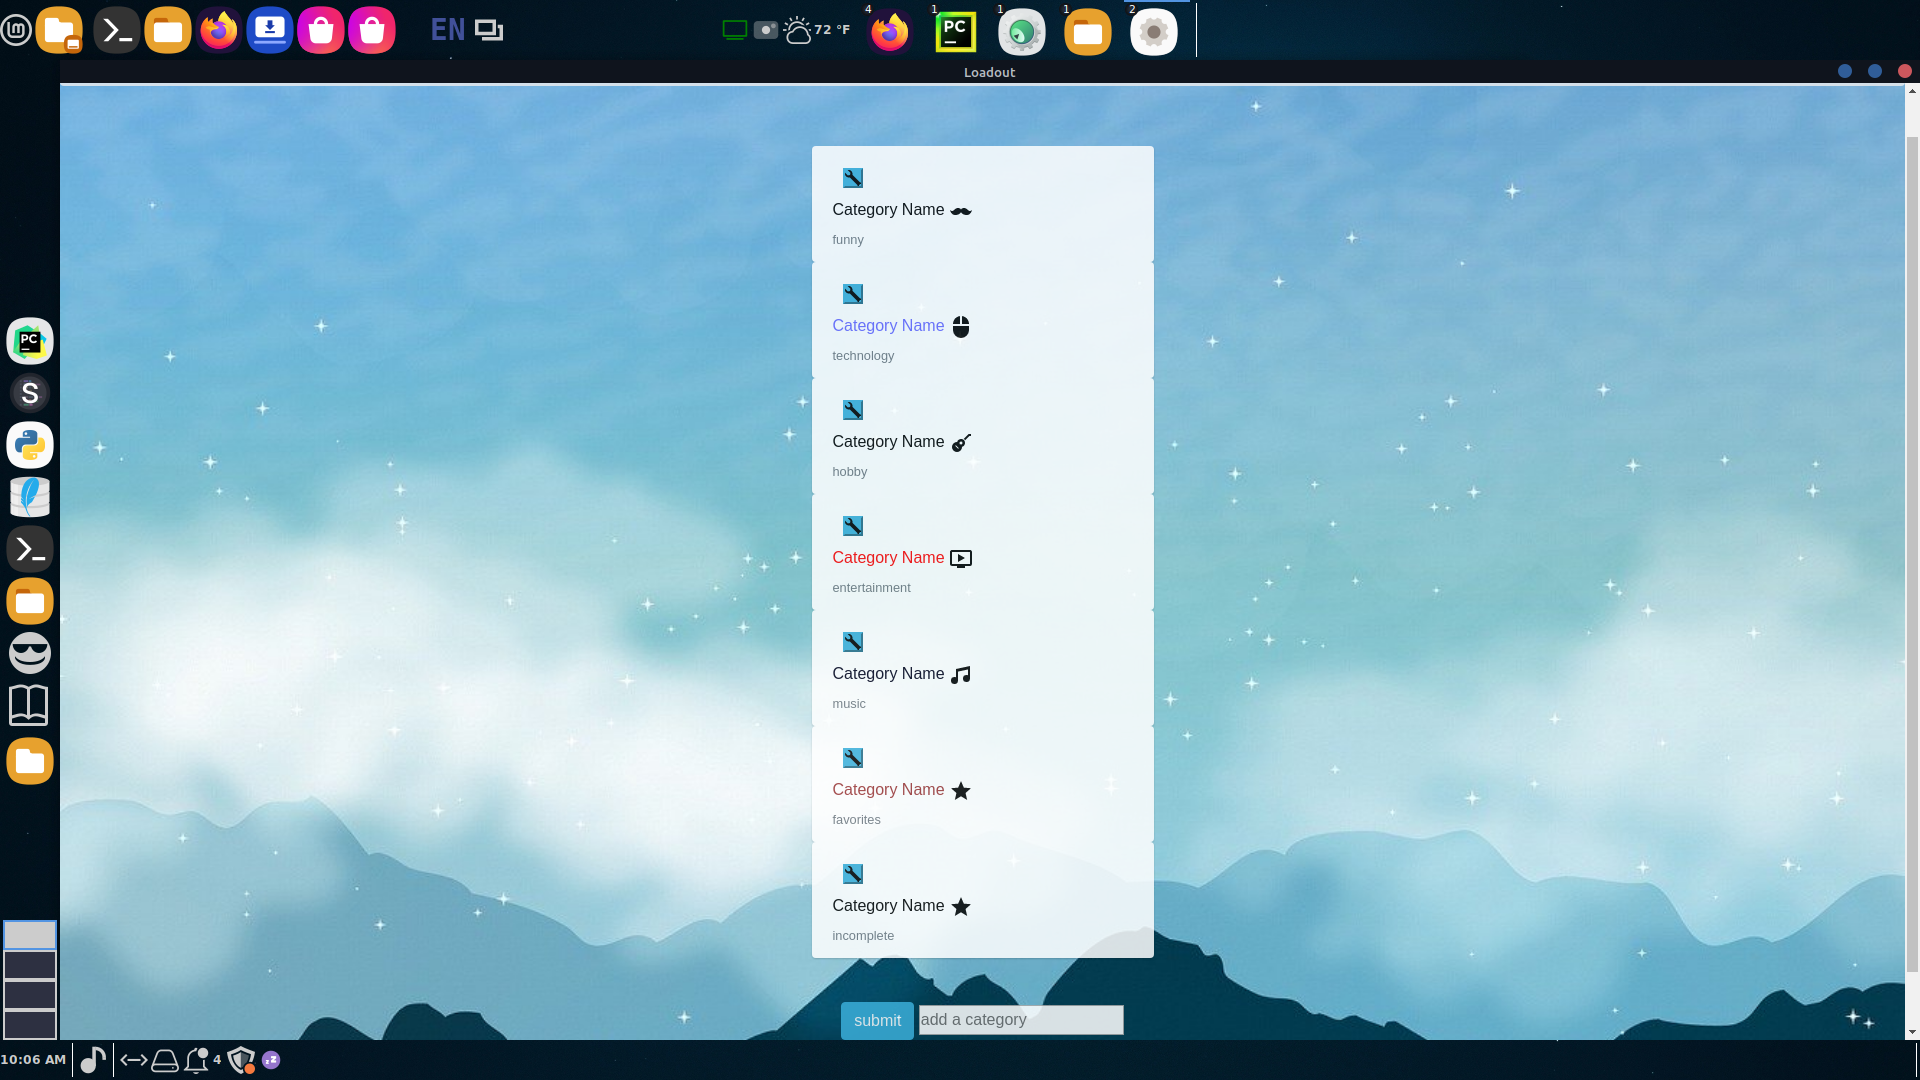 EN
72 °F
4
1
PC
1
1
2
Loadout
Category Name
funny
Category Name
technology
Category Name
hobby
Category Name
entertainment
Category Name
music
Category Name
favorites
Category Name
incomplete
submit
add a category
PC
S
10:06 AM
4